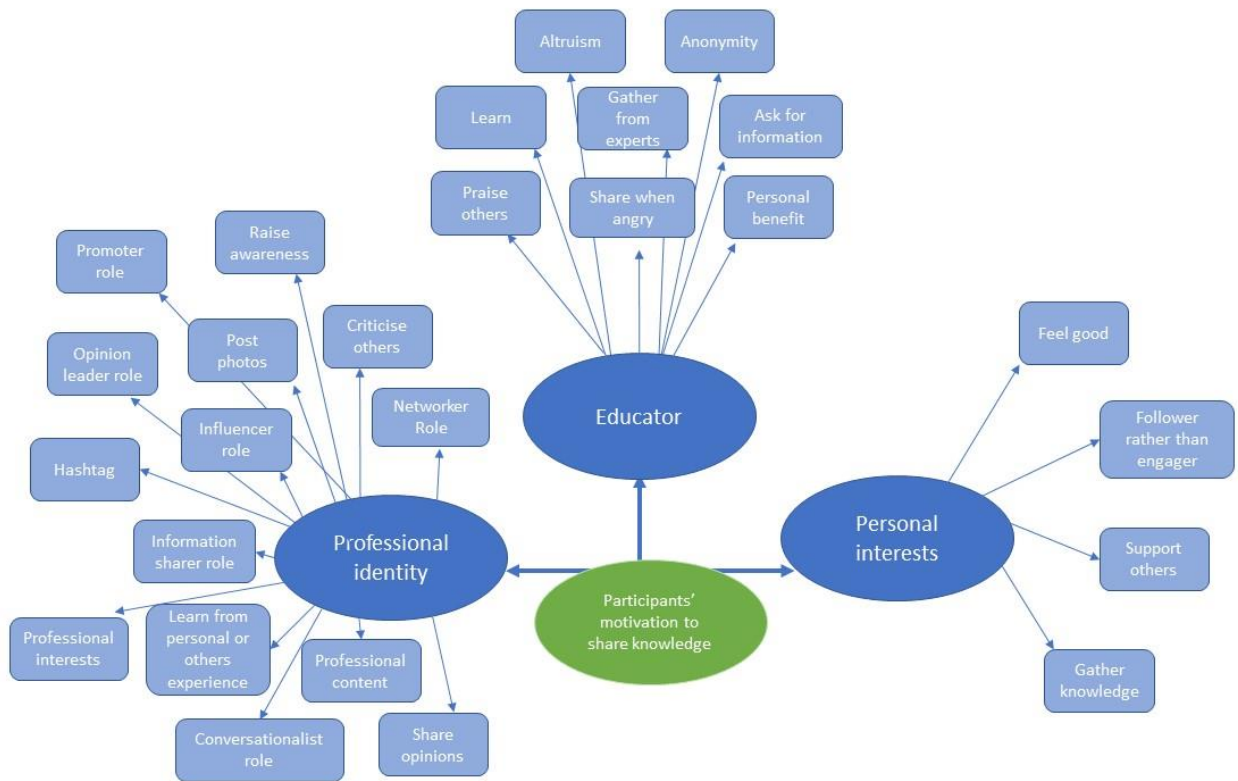 Altruism
Anonymity
Learn
Gather
from
experts
Ask for
information
Praise
others
Share when
angry
Personal
benefit
Educator
Promoter
role
Raise
awareness
Opinion
leader role
Post
photos
Criticise
others
Hashtag
Influencer
role
Networker
Role
Information
sharer role
Professional
identity
Professional
interests
Learn from
personal or
others
experience
Professional
content
Conversationalist
role
Share
opinions
Participants'
motivation to
share knowledge
Personal
interests
Feel good
Follower
rather than
engager
Support
others
Gather
knowledge